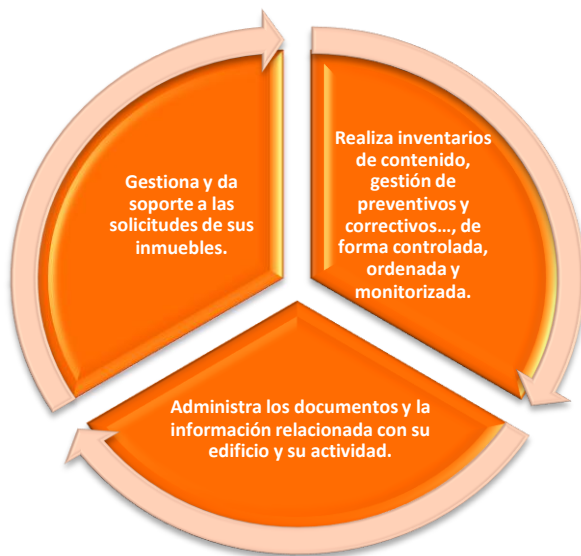 Gestiona y da
soporte a las
solicitudes de sus
inmuebles.
Realiza inventarios
de contenido,
gestión de
preventivos y
correctivos..., de
forma controlada,
ordenada y
monitorizada.
Administra los documentos y la
información relacionada con su
edificio y su actividad.